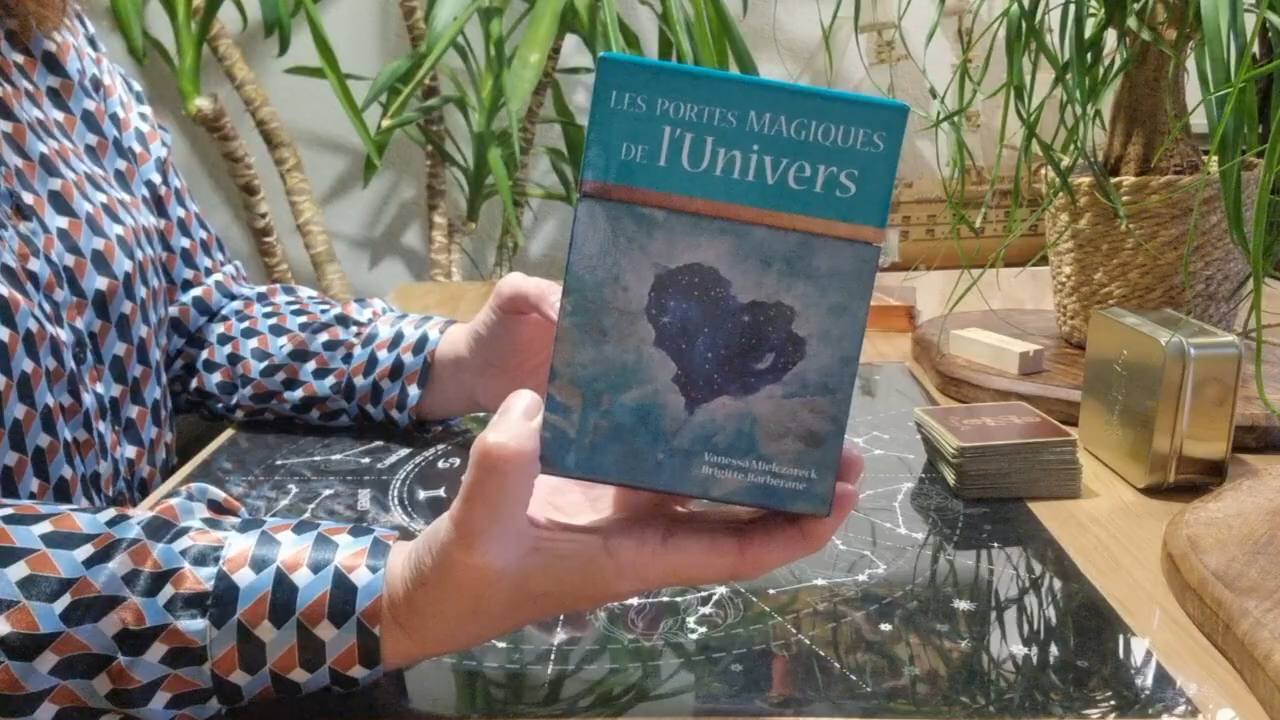 LES PORTES MAGIQUES
DE l'Univers
Vanessa Mielczareck
Brigitte Barberane